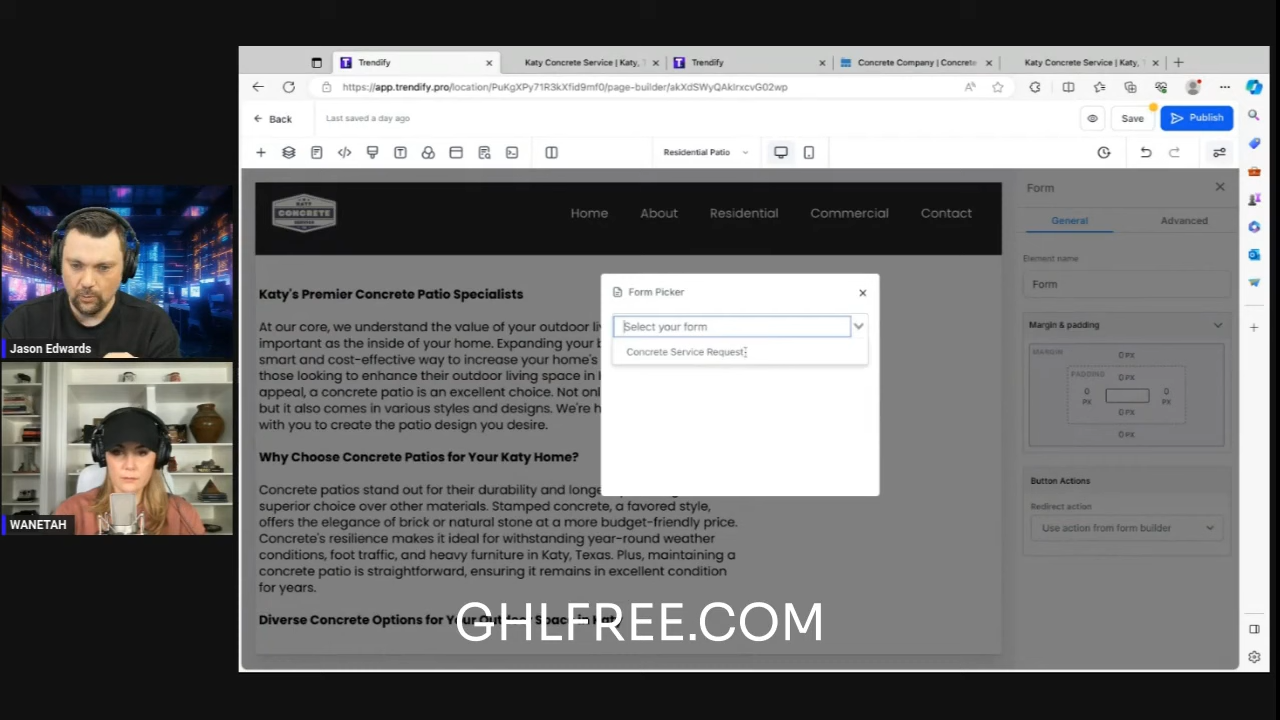 Trendify
Katy Concrete Service | Katy, T
Trendify
Concrete Company | Concrete
Katy Concrete Service | Katy, T
https://app.trendify.pro/location/PuKgXPy71R3kXfid9mf0/page-builder/akXdSWyQAklrxcvG02wp
Back
Last saved a day ago
Save
Publish
Residential Patio
KATY
CONCRETE
SERVICE
Home
About
Residential
Commercial
Contact
Form
General
Advanced
Element name
Form
Margin & padding
MARGIN
0 PX
PADDING
0 PX
0 PX
0 PX
0 PX
0 PX
Button Actions
Redirect action
Use action from form builder
Form Picker
Select your form
Concrete Service Request
Katy's Premier Concrete Patio Specialists
At our core, we understand the value of your outdoor li
important as the inside of your home. Expanding your b
smart and cost-effective way to increase your home's
those looking to enhance their outdoor living space in
appeal, a concrete patio is an excellent choice. Not onl
but it also comes in various styles and designs. We're h
with you to create the patio design you desire.
Why Choose Concrete Patios for Your Katy Home?
Concrete patios stand out for their durability and longe
superior choice over other materials. Stamped concrete, a favored style,
offers the elegance of brick or natural stone at a more budget-friendly price.
Concrete's resilience makes it ideal for withstanding year-round weather
conditions, foot traffic, and heavy furniture in Katy, Texas. Plus, maintaining a
concrete patio is straightforward, ensuring it remains in excellent condition
for years.
Diverse Concrete Options for Your Outdoor Space in Katy
GHLFREE.COM
Jason Edwards
WANETAH